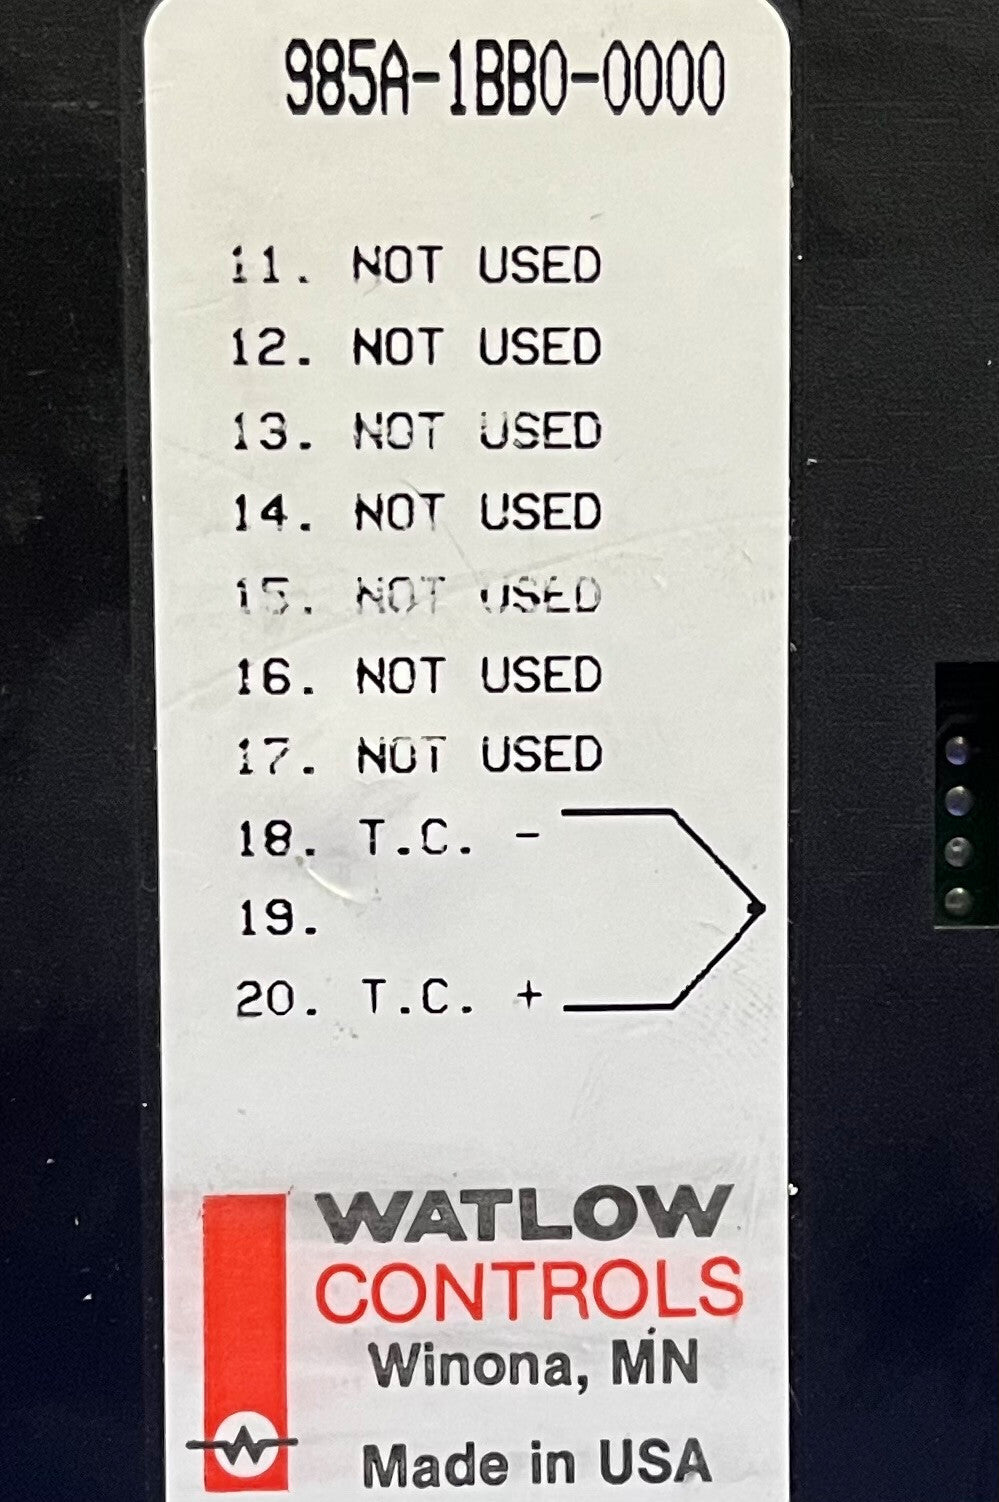 985A-1BB0-0000
11. NOT USED
12. NOT USED
13. NOT USED
14. NOT USED
15. NOT USED
16. NOT USED
17. NOT USED
18. T.C. -
19.
20. T.C. +
WATLOW
CONTROLS
Winona, MN
Made in USA